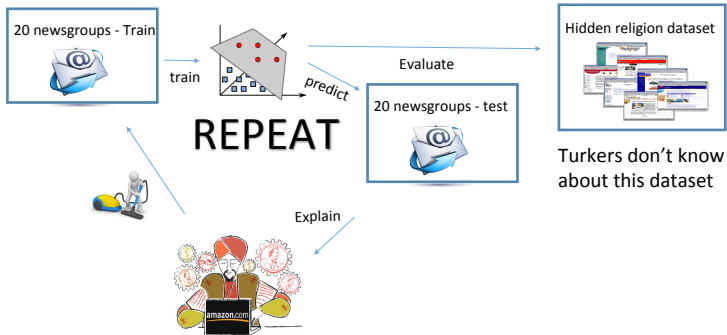 20 newsgroups - Train
train
predict
Evaluate
Hidden religion dataset
20 newsgroups - test
REPEAT
Turkers don't know
about this dataset
Explain
amazon.com